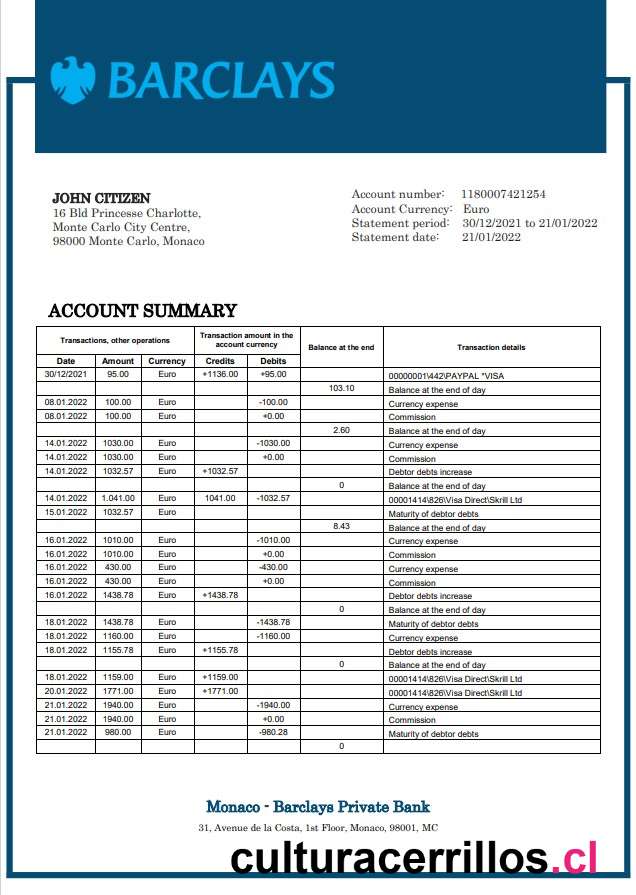 BARCLAYS
JOHN CITIZEN
16 Bld Princesse Charlotte,
Monte Carlo City Centre,
98000 Monte Carlo, Monaco
Account number: 1180007421254
Account Currency: Euro
Statement period: 30/12/2021 to 21/01/2022
Statement date: 21/01/2022
ACCOUNT SUMMARY
Transactions, other operations Transaction amount in the account currency Balance at the end Transaction details
Date Amount Currency Credits Debits
30/12/2021 95.00 Euro +1136.00 +95.00 00000001\442\PAYPAL *VISA
103.10 Balance at the end of day
08.01.2022 100.00 Euro -100.00 Currency expense
08.01.2022 100.00 Euro +0.00 Commission
2.60 Balance at the end of day
14.01.2022 1030.00 Euro -1030.00 Currency expense
14.01.2022 1030.00 Euro +0.00 Commission
14.01.2022 1032.57 Euro +1032.57 Debtor debts increase
0 Balance at the end of day
14.01.2022 1.041.00 Euro 1041.00 -1032.57 00001414\826\Visa Direct\Skrill Ltd
15.01.2022 1032.57 Euro Maturity of debtor debts
8.43 Balance at the end of day
16.01.2022 1010.00 Euro -1010.00 Currency expense
16.01.2022 1010.00 Euro +0.00 Commission
16.01.2022 430.00 Euro -430.00 Currency expense
16.01.2022 430.00 Euro +0.00 Commission
16.01.2022 1438.78 Euro +1438.78 Debtor debts increase
0 Balance at the end of day
18.01.2022 1438.78 Euro -1438.78 Maturity of debtor debts
18.01.2022 1160.00 Euro -1160.00 Currency expense
18.01.2022 1155.78 Euro +1155.78 Debtor debts increase
0 Balance at the end of day
18.01.2022 1159.00 Euro +1159.00 00001414\826\Visa Direct\Skrill Ltd
20.01.2022 1771.00 Euro +1771.00 00001414\826\Visa Direct\Skrill Ltd
21.01.2022 1940.00 Euro -1940.00 Currency expense
21.01.2022 1940.00 Euro +0.00 Commission
21.01.2022 980.00 Euro -980.28 Maturity of debtor debts
0
Monaco - Barclays Private Bank
31, Avenue de la Costa, 1st Floor, Monaco, 98001, MC
culturacerrillos.cl